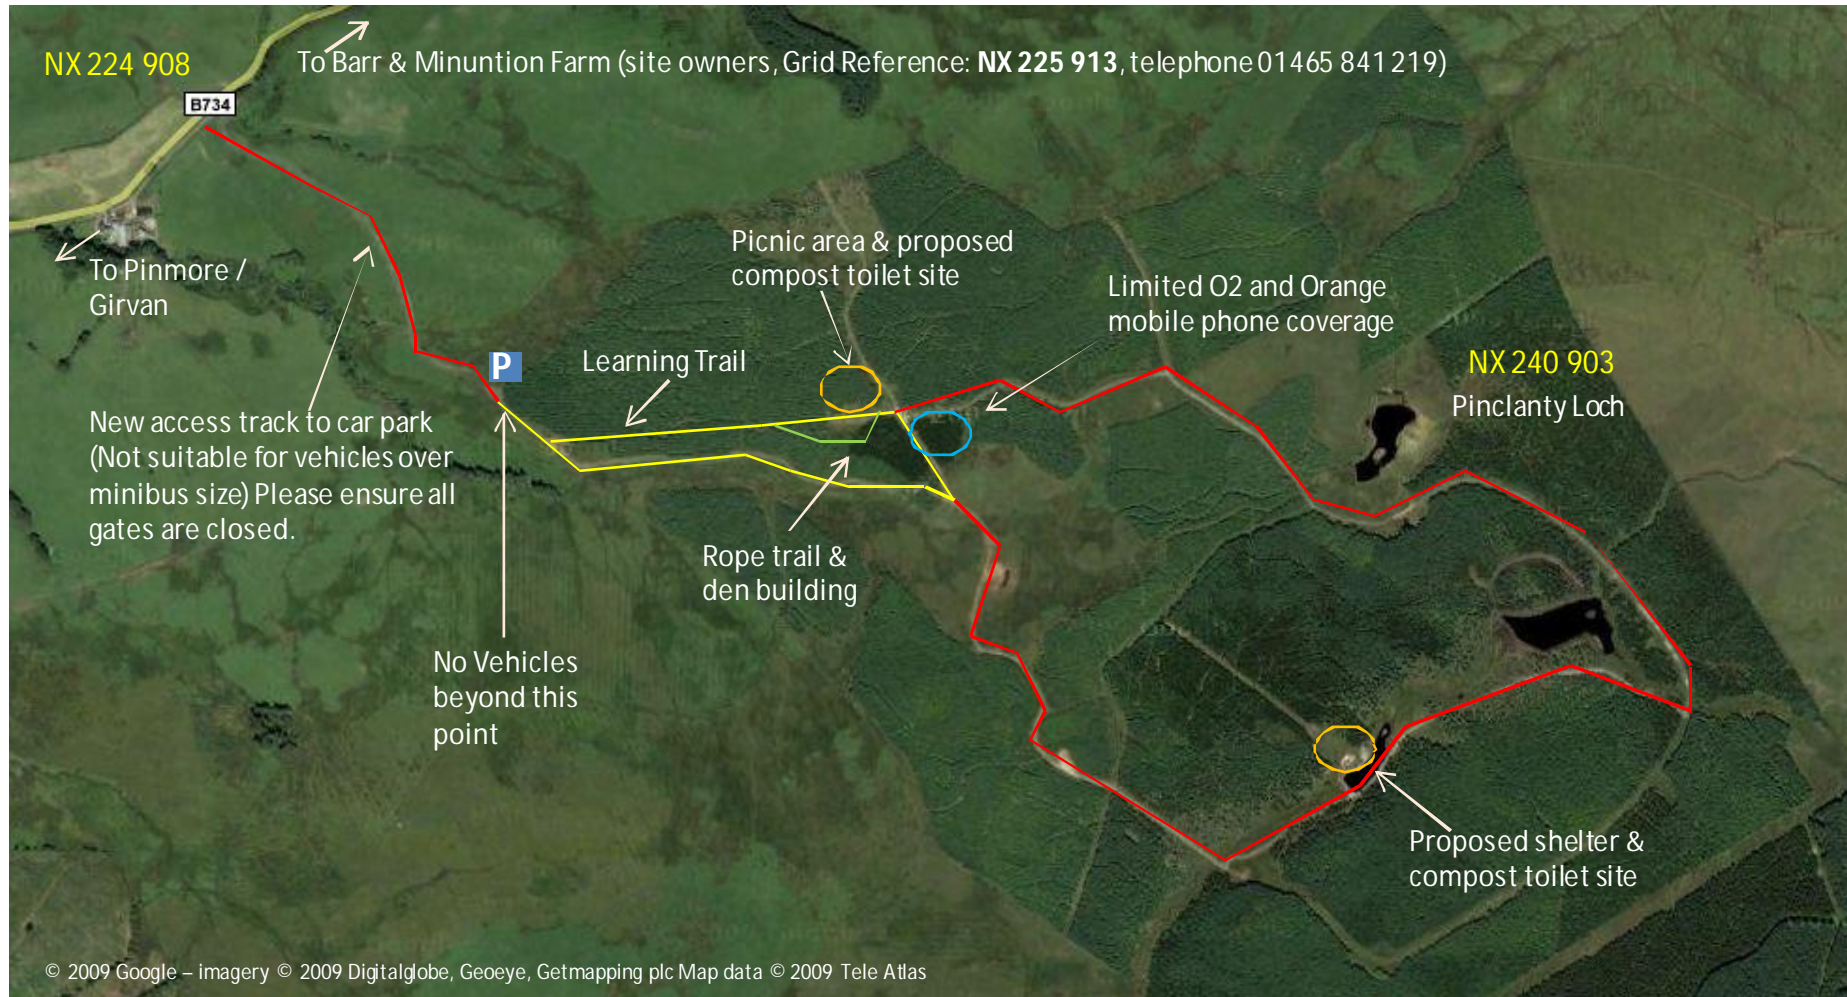 NX 224 908
To Barr & Minuntion Farm (site owners, Grid Reference: NX 225 913, telephone 01465 841 219)
B734
To Pinmore /
Girvan
Picnic area & proposed
compost toilet site
Limited O2 and Orange
mobile phone coverage
P
Learning Trail
NX 240 903
Pinclanty Loch
New access track to car park
(Not suitable for vehicles over
minibus size) Please ensure all
gates are closed.
Rope trail &
den building
No Vehicles
beyond this
point
Proposed shelter &
compost toilet site
© 2009 Google – imagery © 2009 Digitalglobe, Geoeye, Getmapping plc Map data © 2009 Tele Atlas